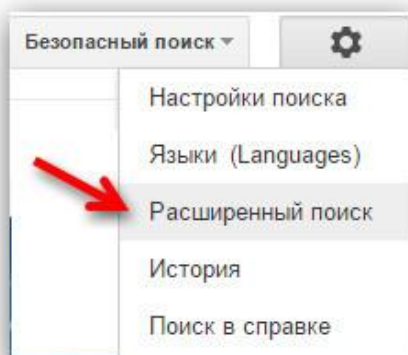 Безопасный поиск
Настройки поиска
Языки (Languages)
Расширенный поиск
История
Поиск в справке